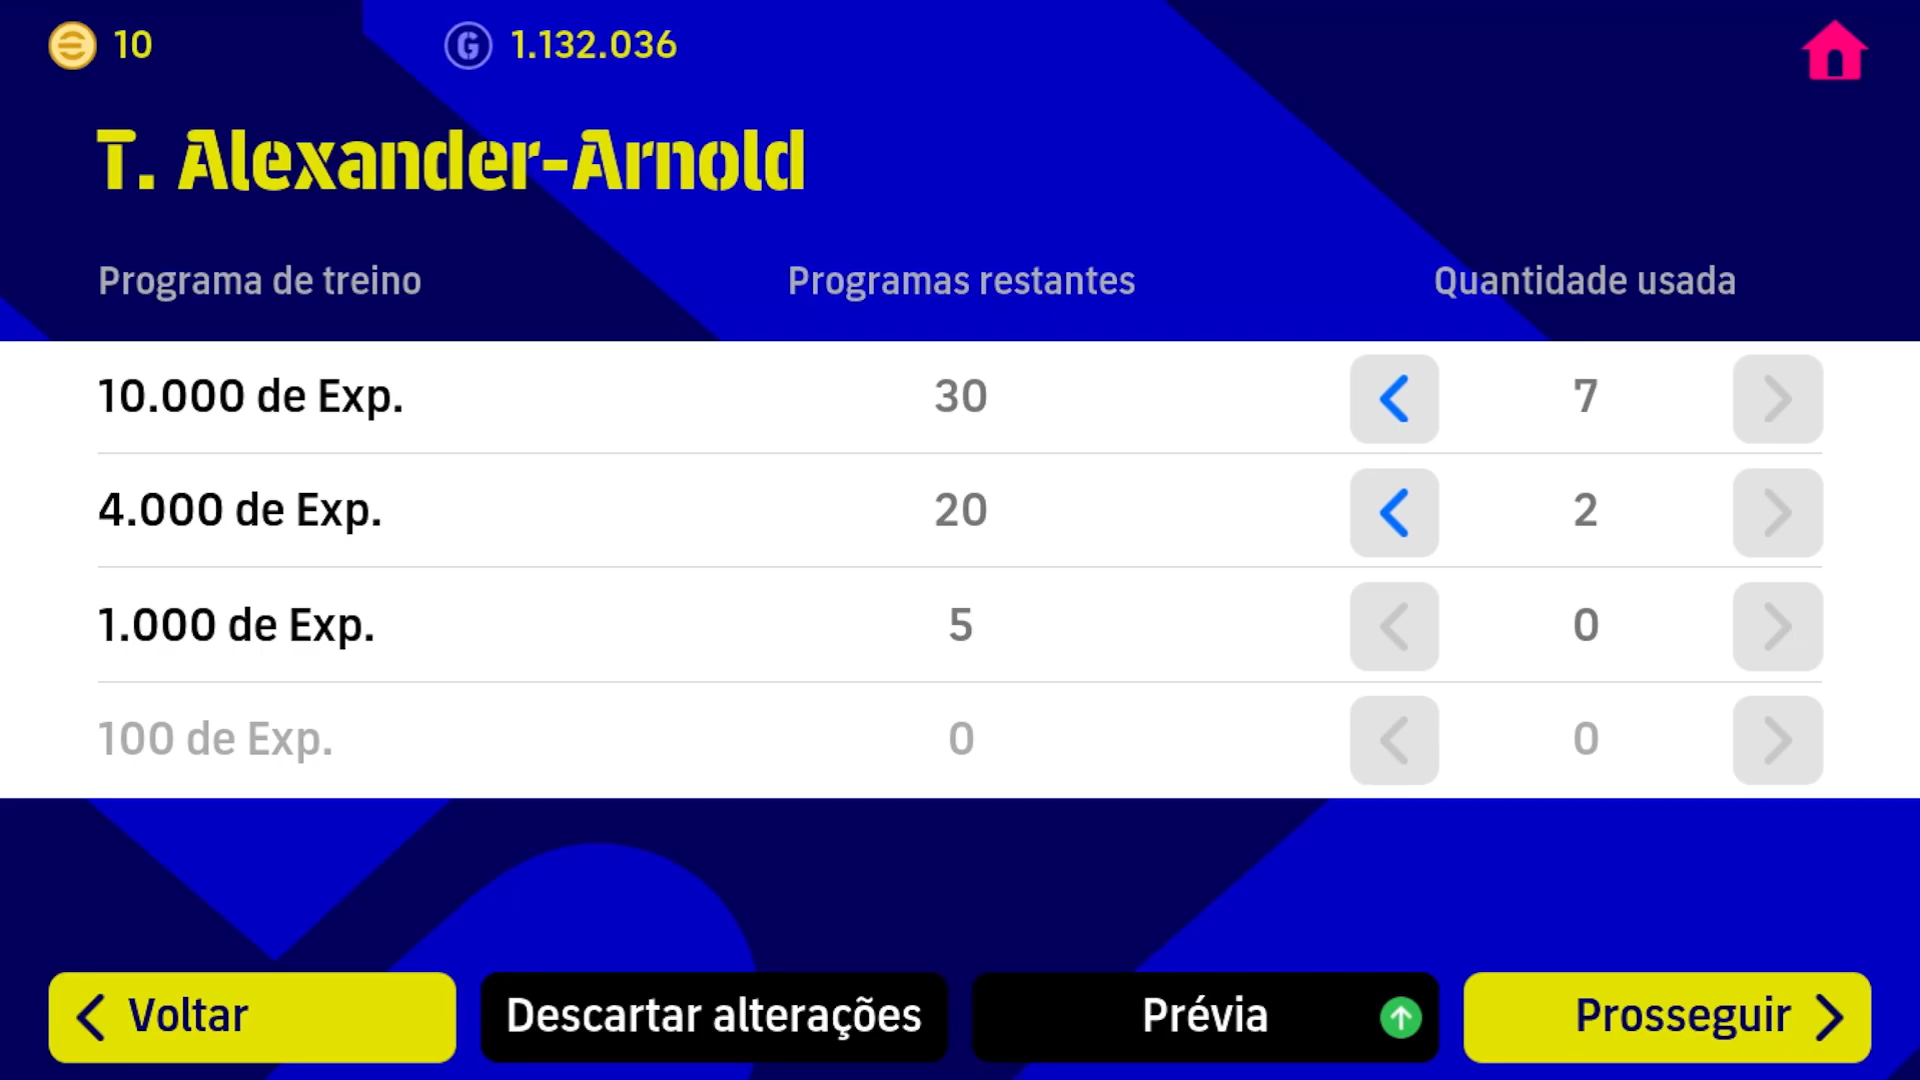 10
1.132.036
T. Alexander-Arnold
Programa de treino Programas restantes Quantidade usada
10.000 de Exp. 30 7
4.000 de Exp. 20 2
1.000 de Exp. 5 0
100 de Exp. 0 0
Voltar Descartar alterações Prévia Prosseguir